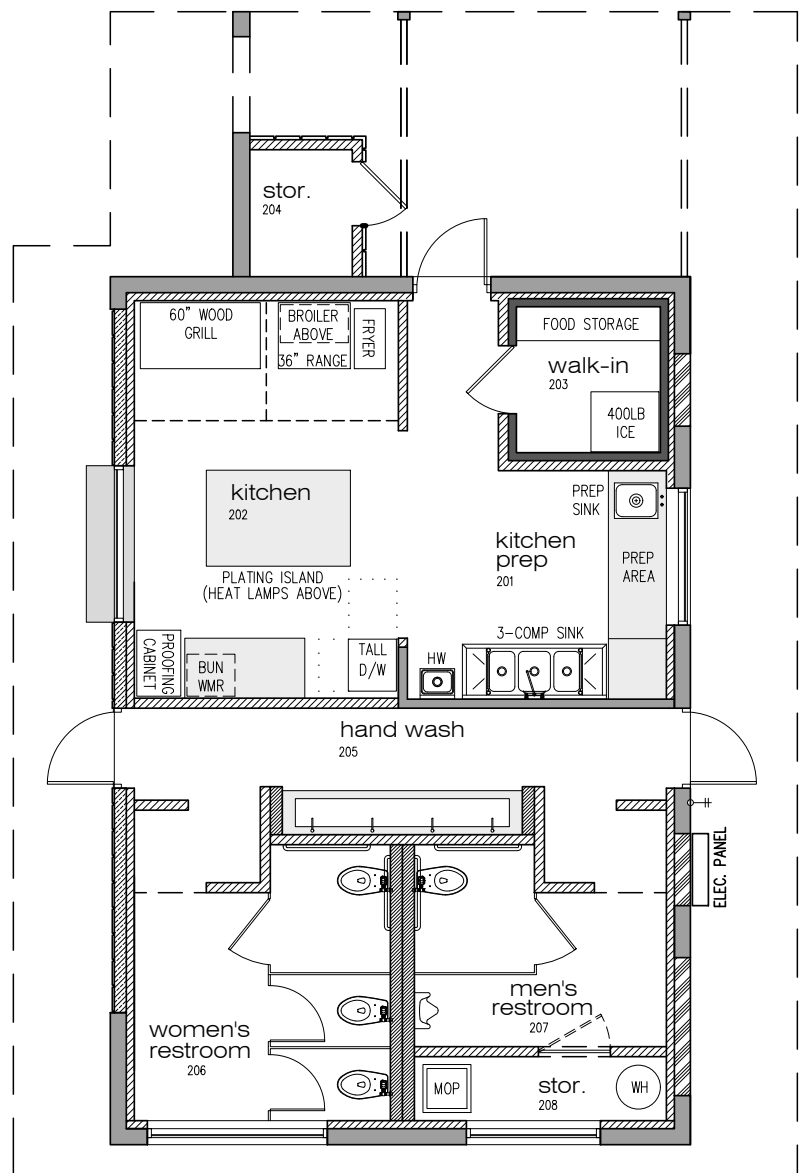 stor.
204
60" WOOD
GRILL
BROILER
ABOVE
36" RANGE
FRYER
FOOD STORAGE
walk-in
203
400LB
ICE
kitchen
202
PLATING ISLAND
(HEAT LAMPS ABOVE)
PREP
SINK
kitchen
prep
201
PREP
AREA
3-COMP SINK
HW
TALL
D/W
PROOFING
CABINET
BUN
WMR
hand wash
205
ELEC. PANEL
women's
restroom
206
men's
restroom
207
MOP
stor.
208
WH